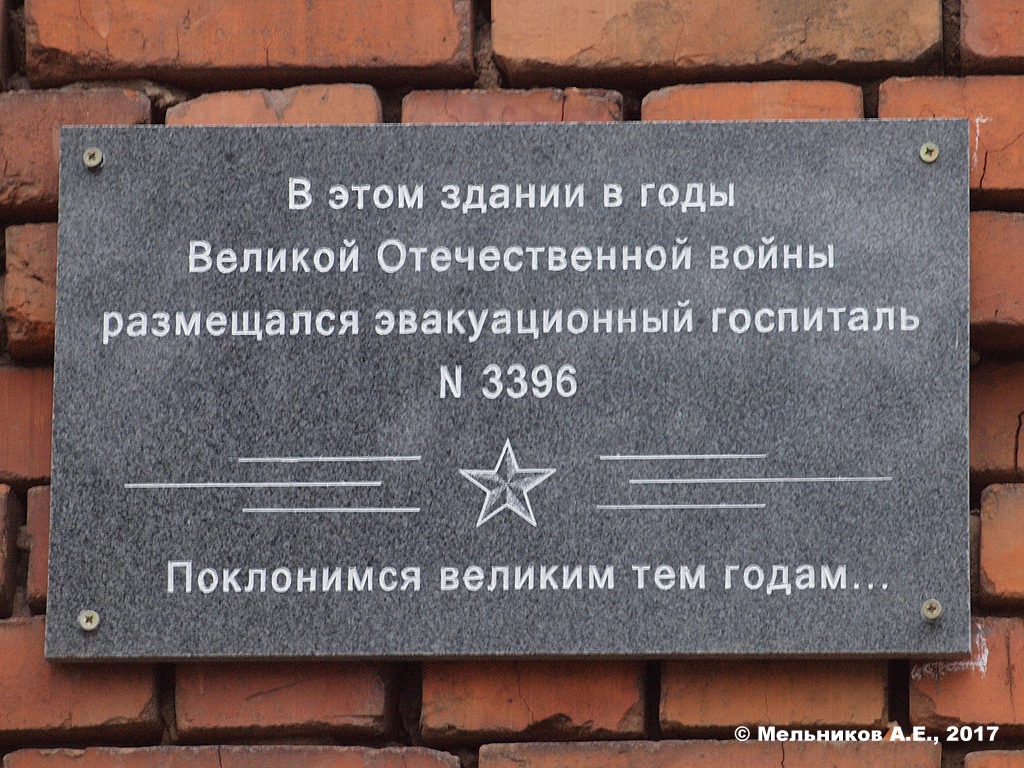 В этом здании в годы
Великой Отечественной войны
размещался эвакуационный госпиталь
N 3396
Поклонимся великим тем годам...
© Мельников А.Е., 2017